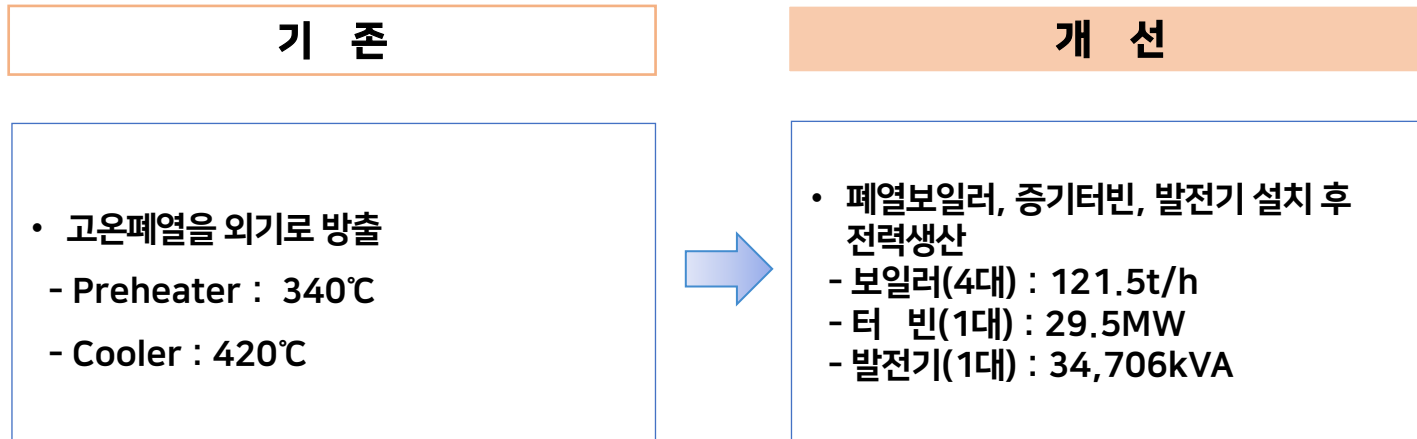 기 존
개 선
• 고온폐열을 외기로 방출
- Preheater : 340℃
- Cooler : 420℃
• 폐열보일러, 증기터빈, 발전기 설치 후
전력생산
- 보일러(4대) : 121.5t/h
- 터 빈(1대) : 29.5MW
- 발전기(1대) : 34,706kVA